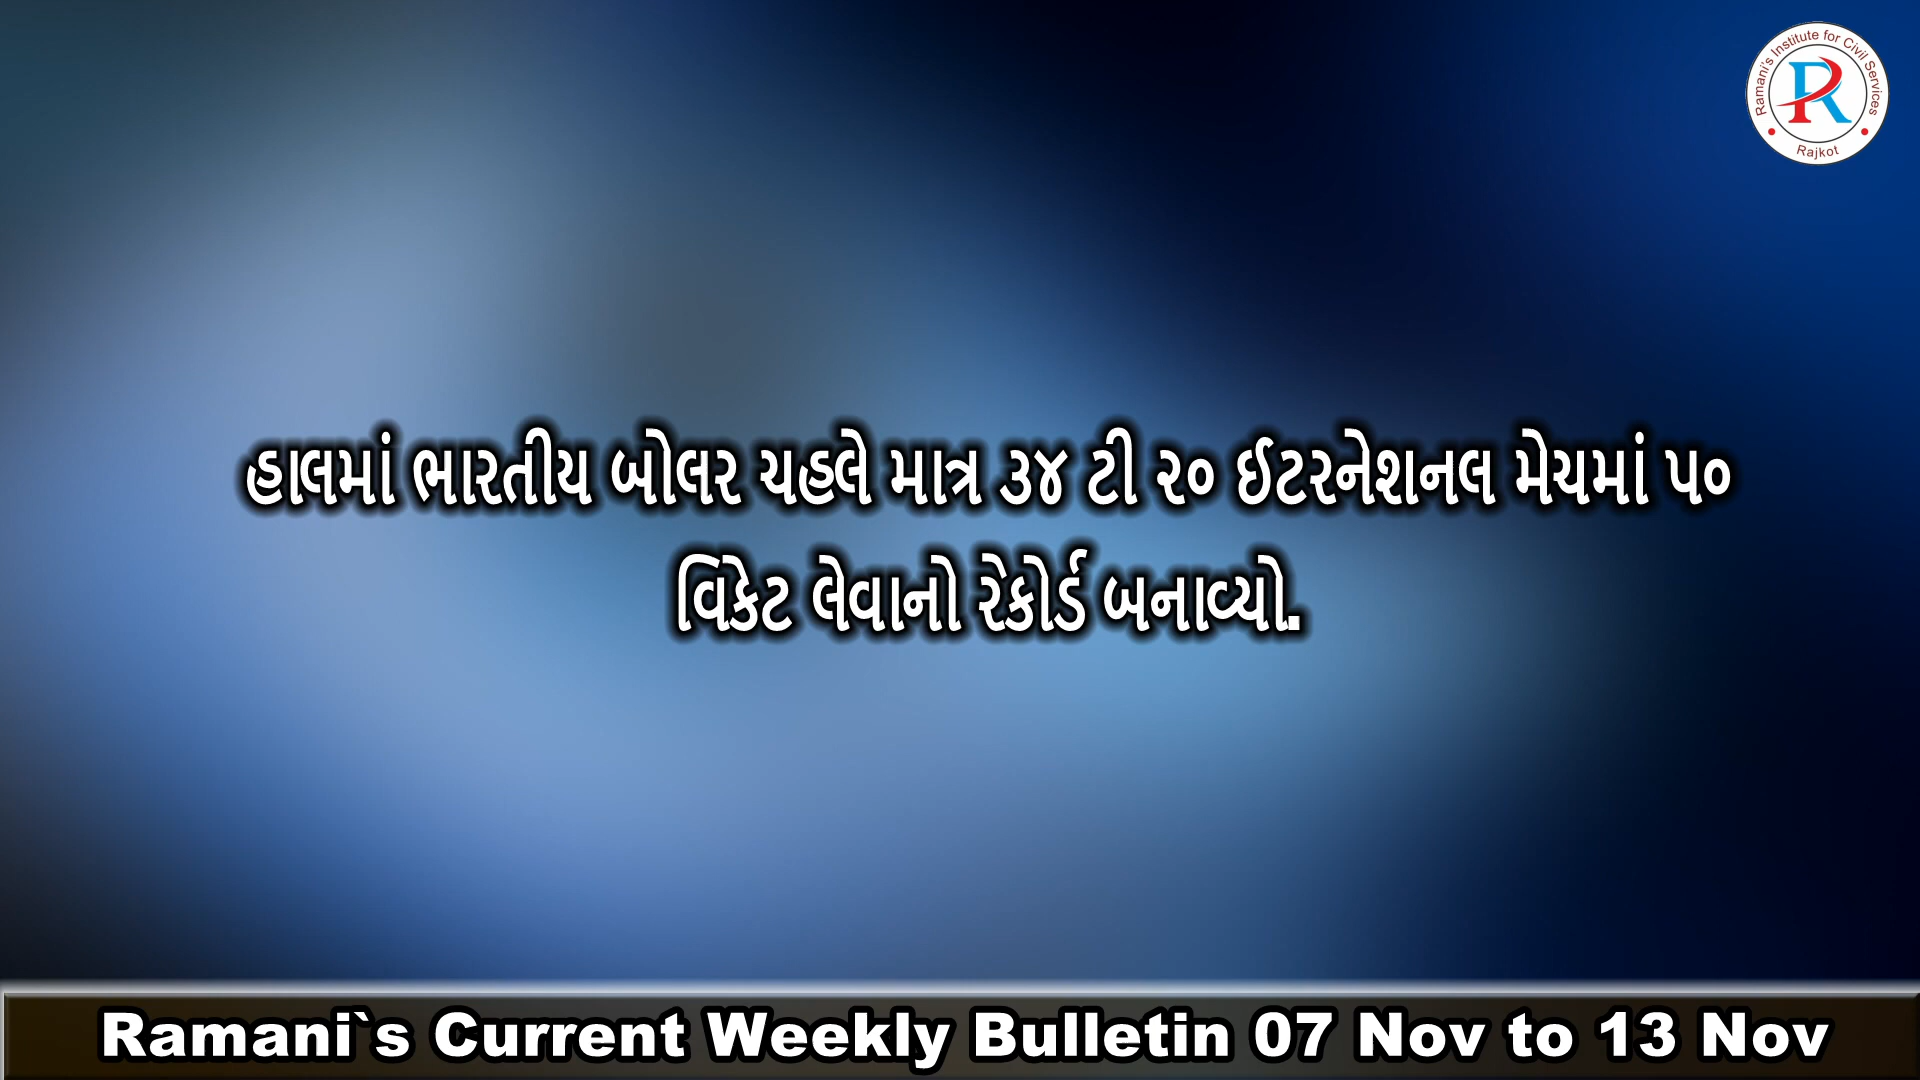 Ramani's Institute for Civil Services
R
Rajkot
હાલમાં ભારતીય બોલર ચહલે માત્ર ૩૪ ટી ૨૦ ઈટરનેશનલ મેચમાં ૫૦
વિકેટ લેવાનો રેકોર્ડ બનાવ્યો.
Ramani`s Current Weekly Bulletin 07 Nov to 13 Nov